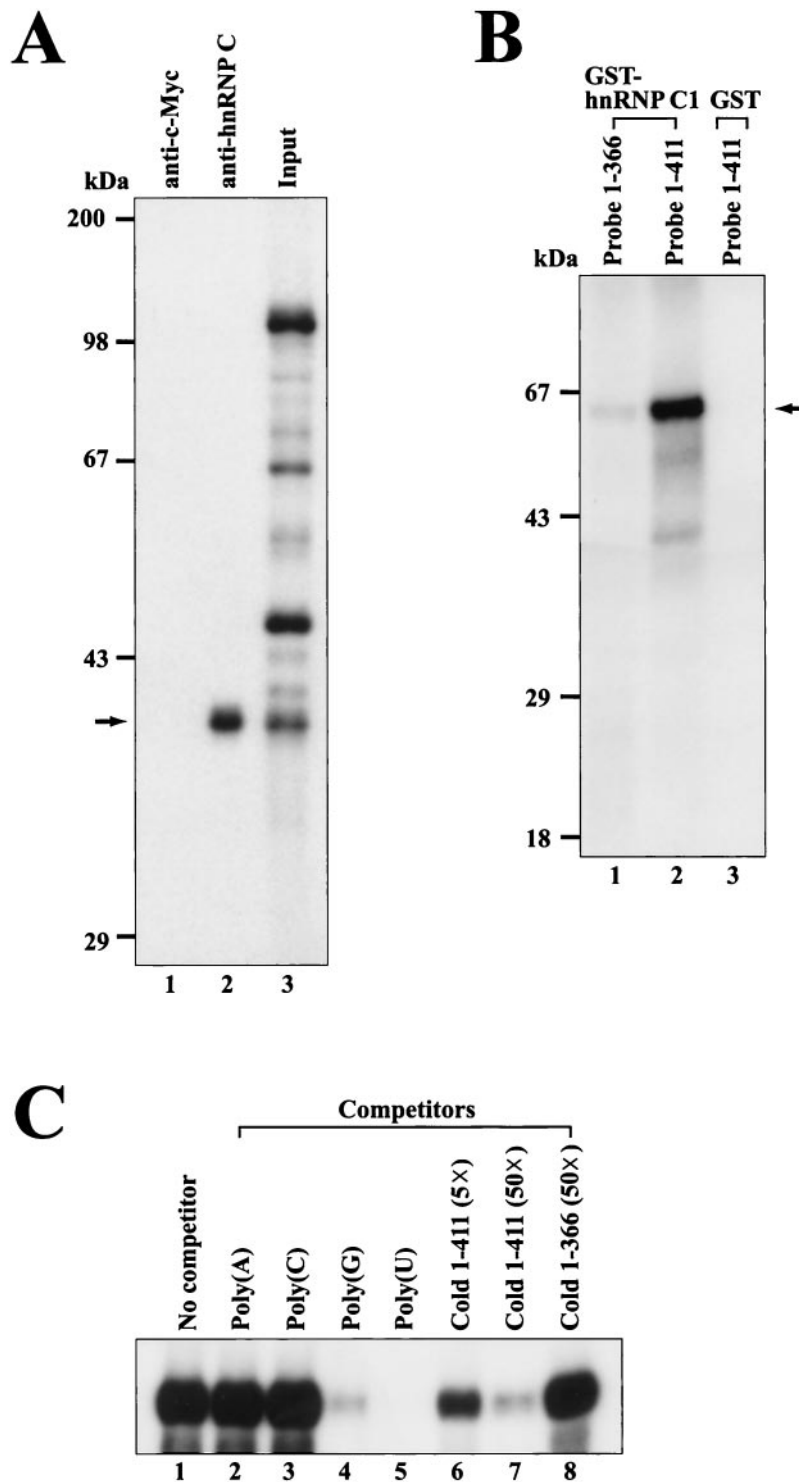 A
anti-c-Myc
anti-hnRNP C
Input
kDa
200
98
67
43
29
1 2 3
B
GST-
hnRNP C1 GST
Probe 1-366
Probe 1-411
Probe 1-411
kDa
67
43
29
18
1 2 3
C
Competitors
No competitor
Poly(A)
Poly(C)
Poly(G)
Poly(U)
Cold 1-411 (5×)
Cold 1-411 (50×)
Cold 1-366 (50×)
1 2 3 4 5 6 7 8